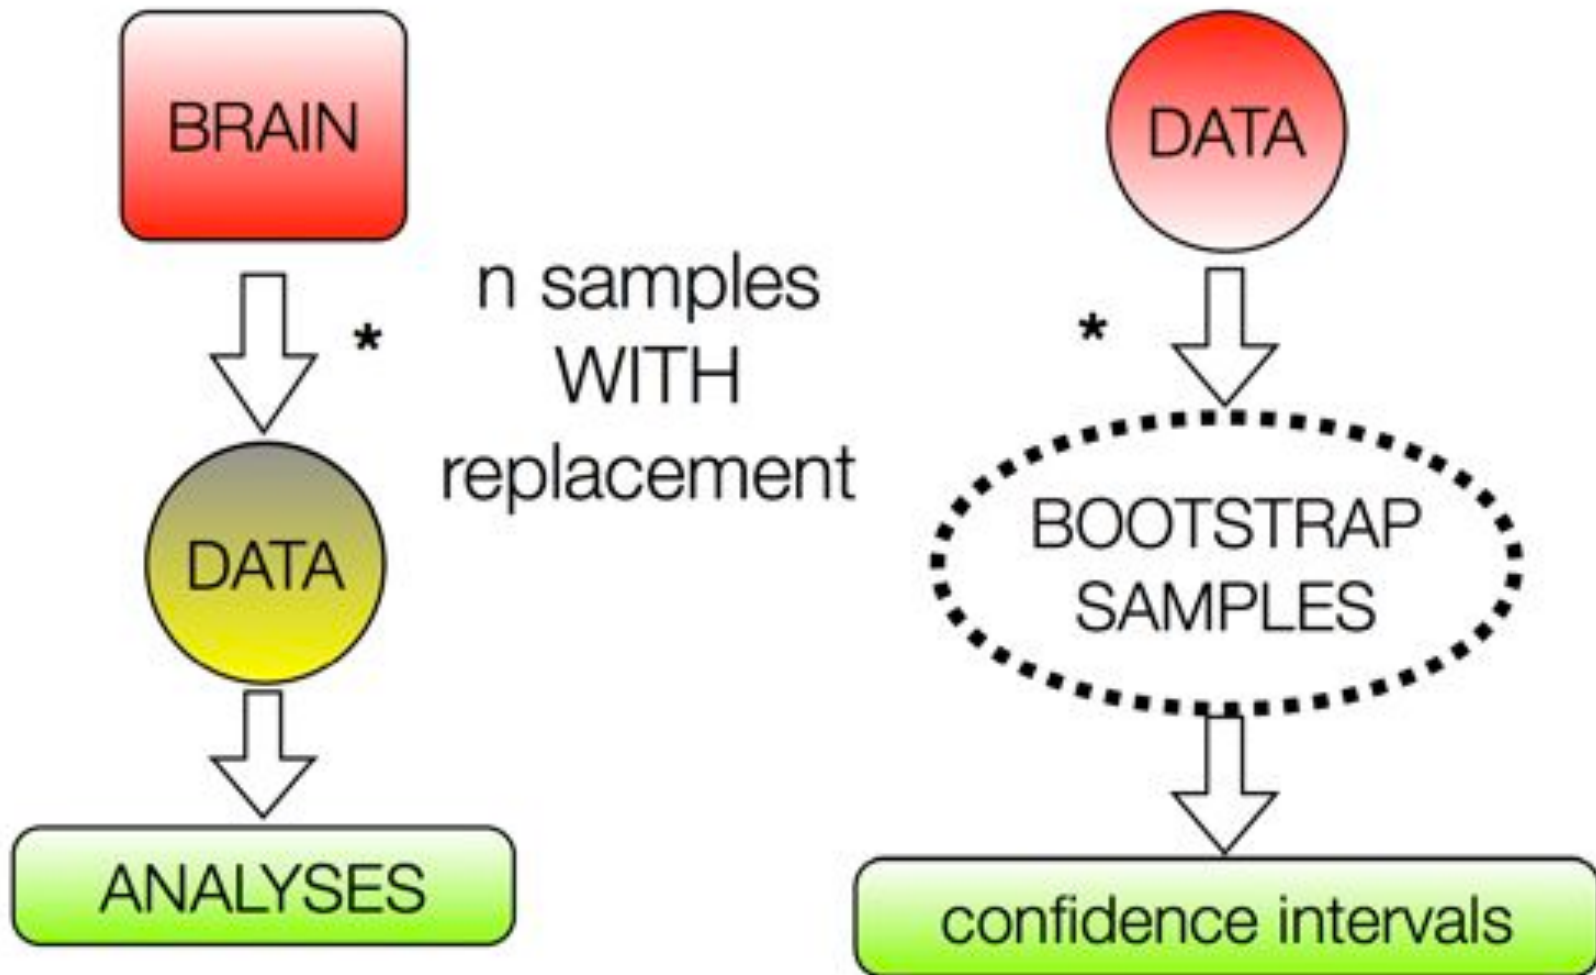 BRAIN
*
n samples
WITH
replacement
DATA
ANALYSES
DATA
*
BOOTSTRAP
SAMPLES
confidence intervals